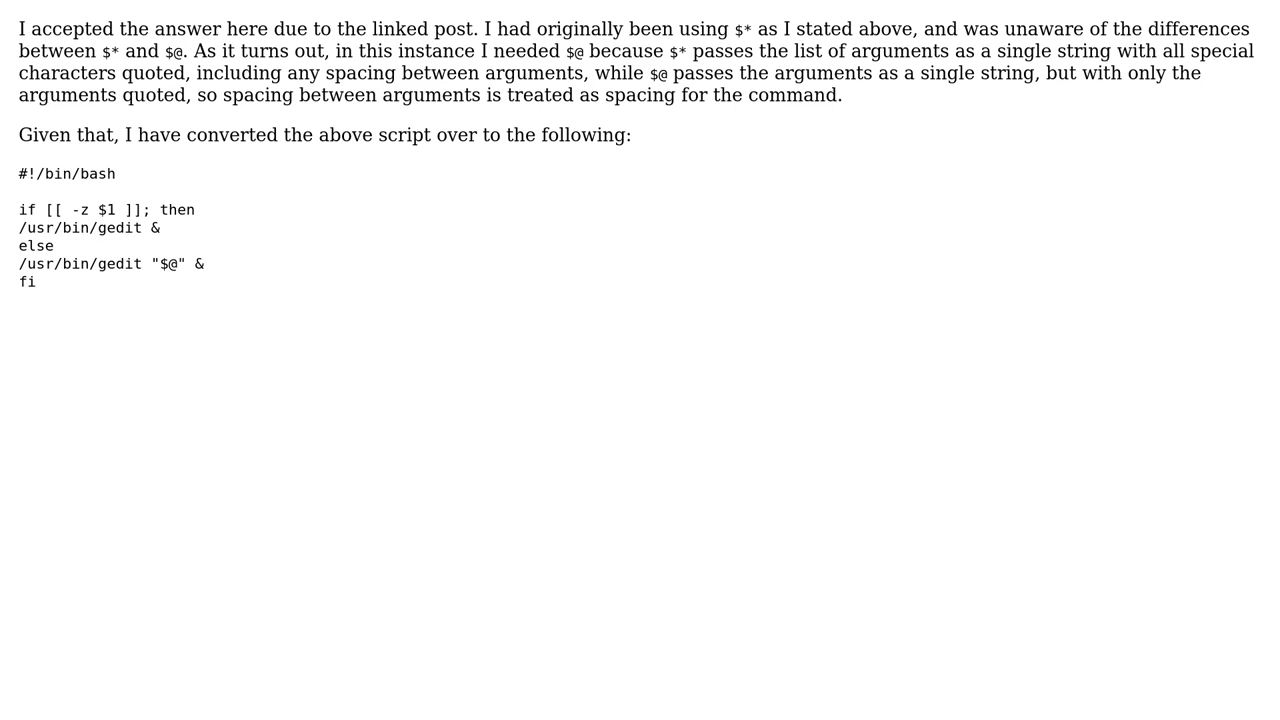 I accepted the answer here due to the linked post. I had originally been using $* as I stated above, and was unaware of the differences
between $* and $@. As it turns out, in this instance I needed $@ because $* passes the list of arguments as a single string with all special
characters quoted, including any spacing between arguments, while $@ passes the arguments as a single string, but with only the
arguments quoted, so spacing between arguments is treated as spacing for the command.
Given that, I have converted the above script over to the following:
#!/bin/bash
if [[ -z $1 ]]; then
/usr/bin/gedit &
else
/usr/bin/gedit "$@" &
fi